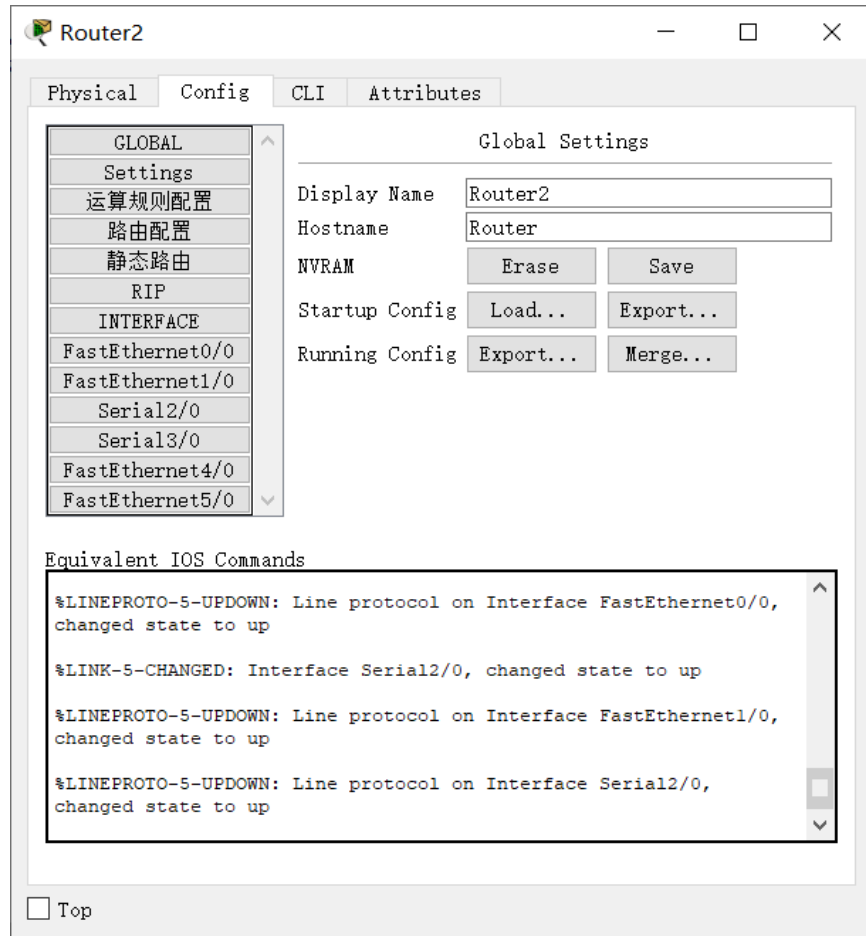 Router2
Physical Config CLI Attributes
GLOBAL
Settings
运算规则配置
路由配置
静态路由
RIP
INTERFACE
FastEthernet0/0
FastEthernet1/0
Serial2/0
Serial3/0
FastEthernet4/0
FastEthernet5/0
Global Settings
Display Name Router2
Hostname Router
NVRAM Erase Save
Startup Config Load... Export...
Running Config Export... Merge...
Equivalent IOS Commands
%LINEPROTO-5-UPDOWN: Line protocol on Interface FastEthernet0/0,
changed state to up
%LINK-5-CHANGED: Interface Serial2/0, changed state to up
%LINEPROTO-5-UPDOWN: Line protocol on Interface FastEthernet1/0,
changed state to up
%LINEPROTO-5-UPDOWN: Line protocol on Interface Serial2/0,
changed state to up
Top